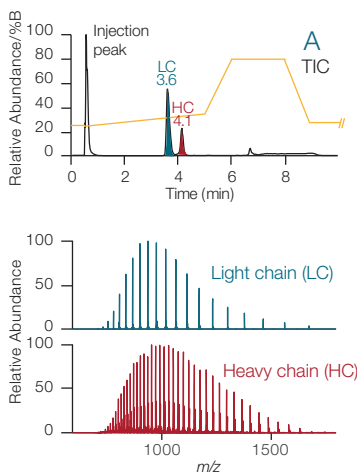 Relative Abundance/%B
100
80
60
40
20
0
Injection
peak
LC
3.6
HC
4.1
A
TIC
0 2 4 6 8
Time (min)
Relative Abundance
100
50
0
Light chain (LC)
100
50
0
Heavy chain (HC)
1000 1500
m/z